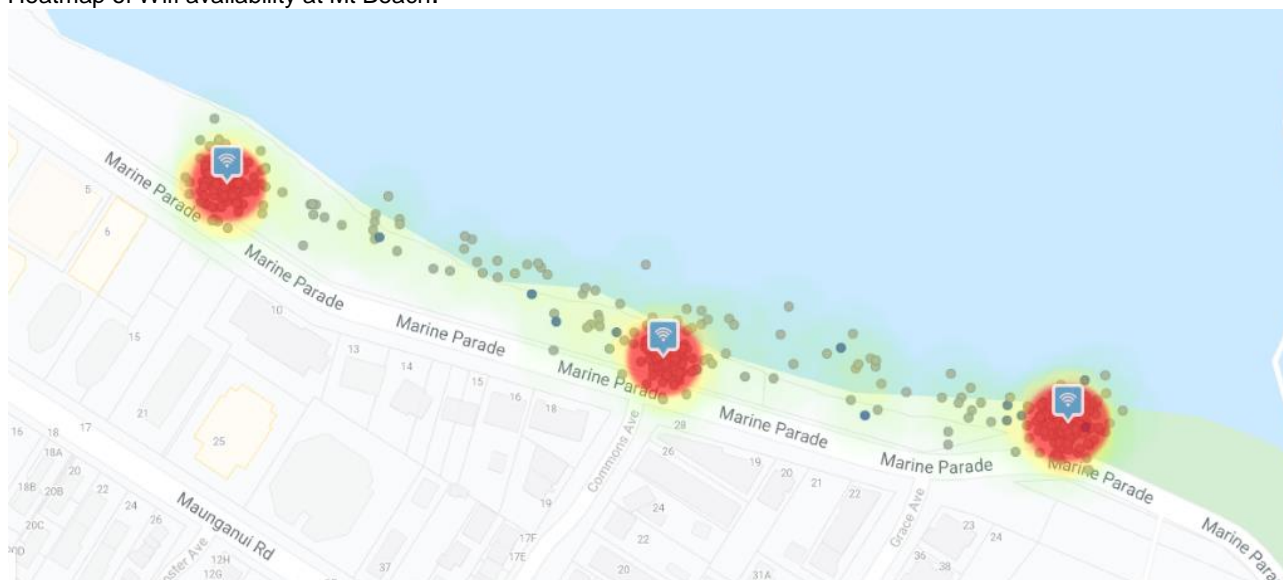 Heatmap of Wifi availability at Mt Beach.
Marine Parade
5
6
Marine Parade
10
15
Marine Parade
13
14
15
16
18
Marine Parade
21
25
16
18
17
18A
20
18B
20B
22
24
26
20C
Maunganui Rd
12H
12G
37
19
17F
17E
Commons Ave
28
26
24
22
20
Marine Parade
19
20
21
22
31A
Marine Parade
Grace Ave
23
24
36
38
Marine Parade